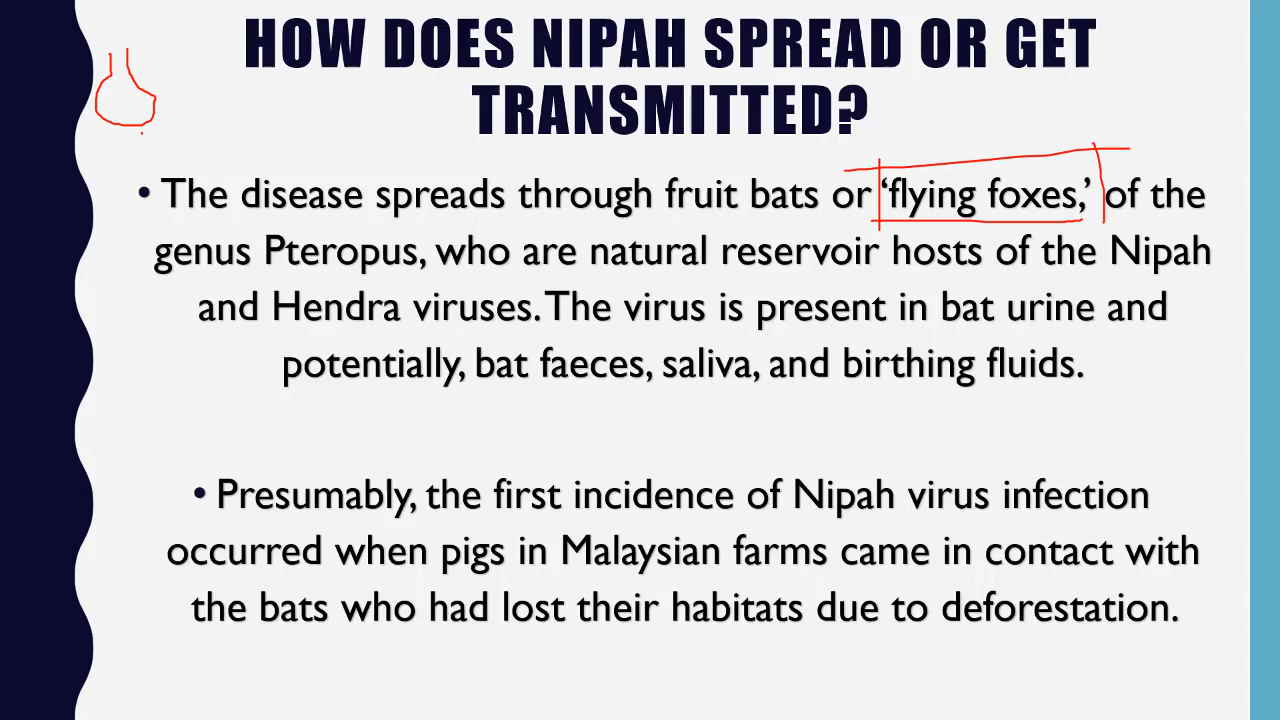 HOW DOES NIPAH SPREAD OR GET
TRANSMITTED?
• The disease spreads through fruit bats or ‘flying foxes,’ of the
genus Pteropus, who are natural reservoir hosts of the Nipah
and Hendra viruses. The virus is present in bat urine and
potentially, bat faeces, saliva, and birthing fluids.
• Presumably, the first incidence of Nipah virus infection
occurred when pigs in Malaysian farms came in contact with
the bats who had lost their habitats due to deforestation.